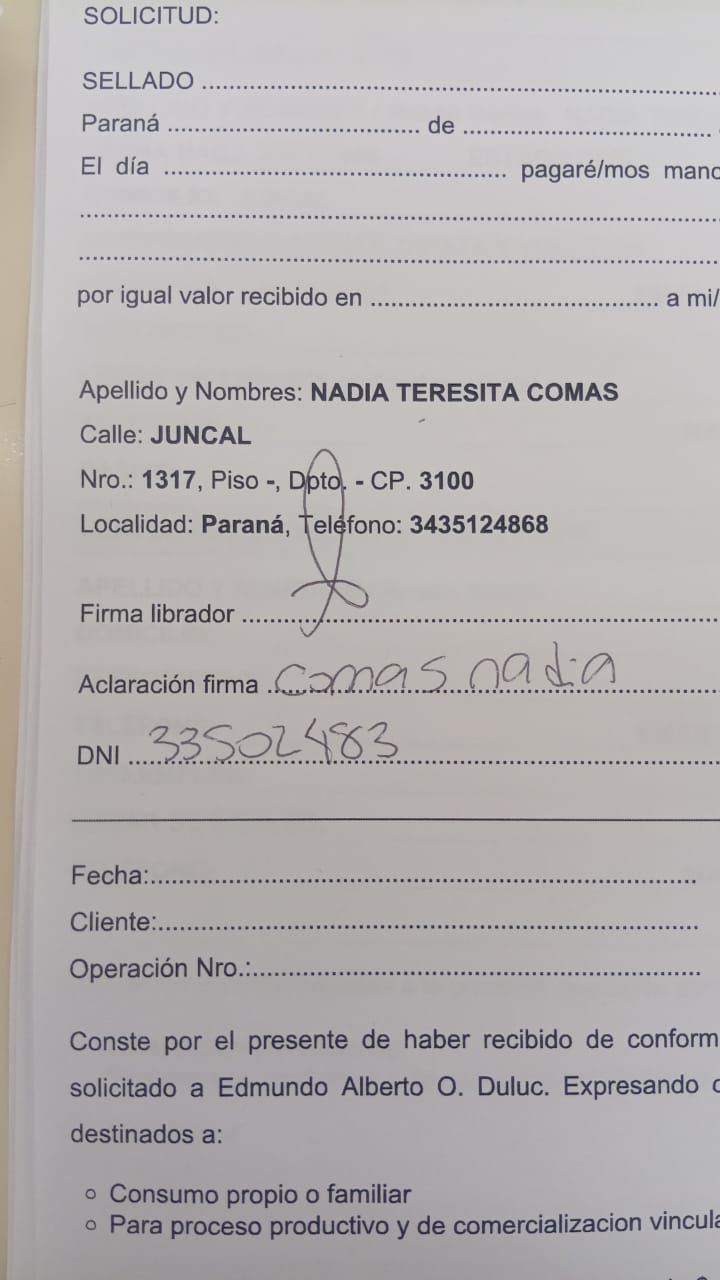 SOLICITUD:
SELLADO ......................................................................
Paraná ........................................ de ........................................
El día ...................................................... pagaré/mos manc
..........................................................................................
..........................................................................................
por igual valor recibido en .............................................. a mi/
Apellido y Nombres: NADIA TERESITA COMAS
Calle: JUNCAL
Nro.: 1317, Piso -, Dpto. - CP. 3100
Localidad: Paraná, Teléfono: 3435124868
Firma librador ......................................................................
Aclaración firma comas nadia
DNI 33502483
Fecha:......................................................................................
Cliente:......................................................................................
Operación Nro.:......................................................................
Conste por el presente de haber recibido de conform
solicitado a Edmundo Alberto O. Duluc. Expresando
destinados a:
o Consumo propio o familiar
o Para proceso productivo y de comercializacion vincula